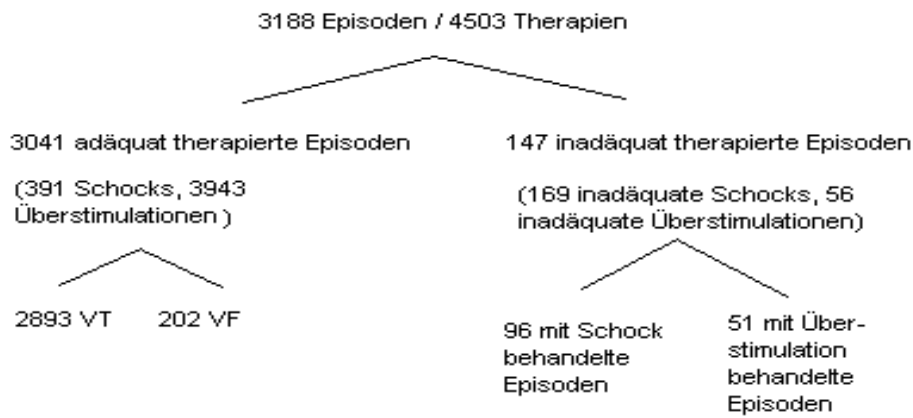 3188 Episoden / 4503 Therapien
3041 adäquat therapierte Episoden
(391 Schocks, 3943
Überstimulationen )
2893 VT
202 VF
147 inadäquat therapierte Episoden
(169 inadäquate Schocks, 56
inadäquate Überstimulationen)
96 mit Schock
behandelte
Episoden
51 mit Über-
stimulation
behandelte
Episoden